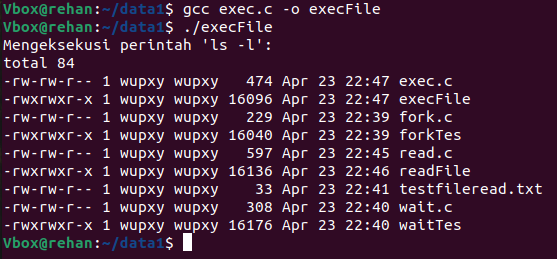 Vbox@rehan:~/data1$ gcc exec.c -o execFile
Vbox@rehan:~/data1$ ./execFile
Mengeksekusi perintah 'ls -l':
total 84
-rw-rw-r-- 1 wupxy wupxy   474 Apr 23 22:47 exec.c
-rwxrwxr-x 1 wupxy wupxy 16096 Apr 23 22:47 execFile
-rw-rw-r-- 1 wupxy wupxy   229 Apr 23 22:39 fork.c
-rwxrwxr-x 1 wupxy wupxy 16040 Apr 23 22:39 forkTes
-rw-rw-r-- 1 wupxy wupxy   597 Apr 23 22:45 read.c
-rwxrwxr-x 1 wupxy wupxy 16136 Apr 23 22:46 readFile
-rw-rw-r-- 1 wupxy wupxy    33 Apr 23 22:41 testfileread.txt
-rw-rw-r-- 1 wupxy wupxy   308 Apr 23 22:40 wait.c
-rwxrwxr-x 1 wupxy wupxy 16176 Apr 23 22:40 waitTes
Vbox@rehan:~/data1$